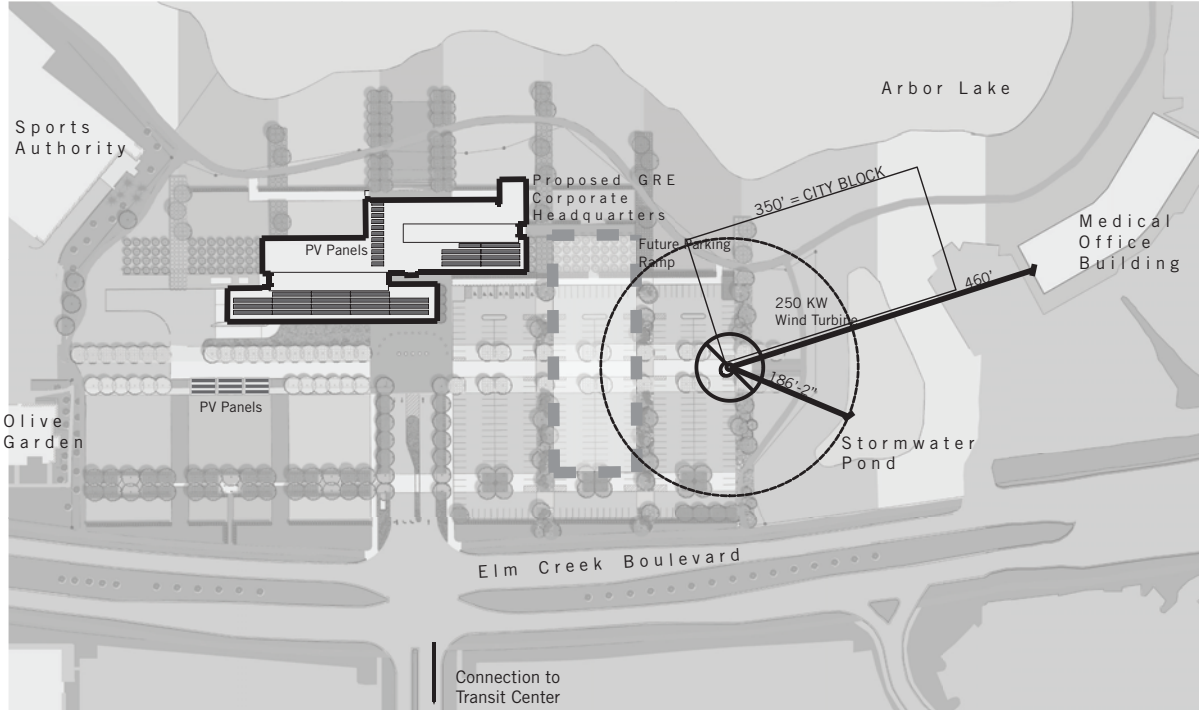 Arbor Lake
Sports
Authority
Proposed GRE
Corporate
Headquarters
350' = CITY BLOCK
Medical
Office
Building
PV Panels
Future Parking
Ramp
460'
250 KW
Wind Turbine
186'-2"
PV Panels
Olive
Garden
Stormwater
Pond
Elm Creek Boulevard
Connection to
Transit Center